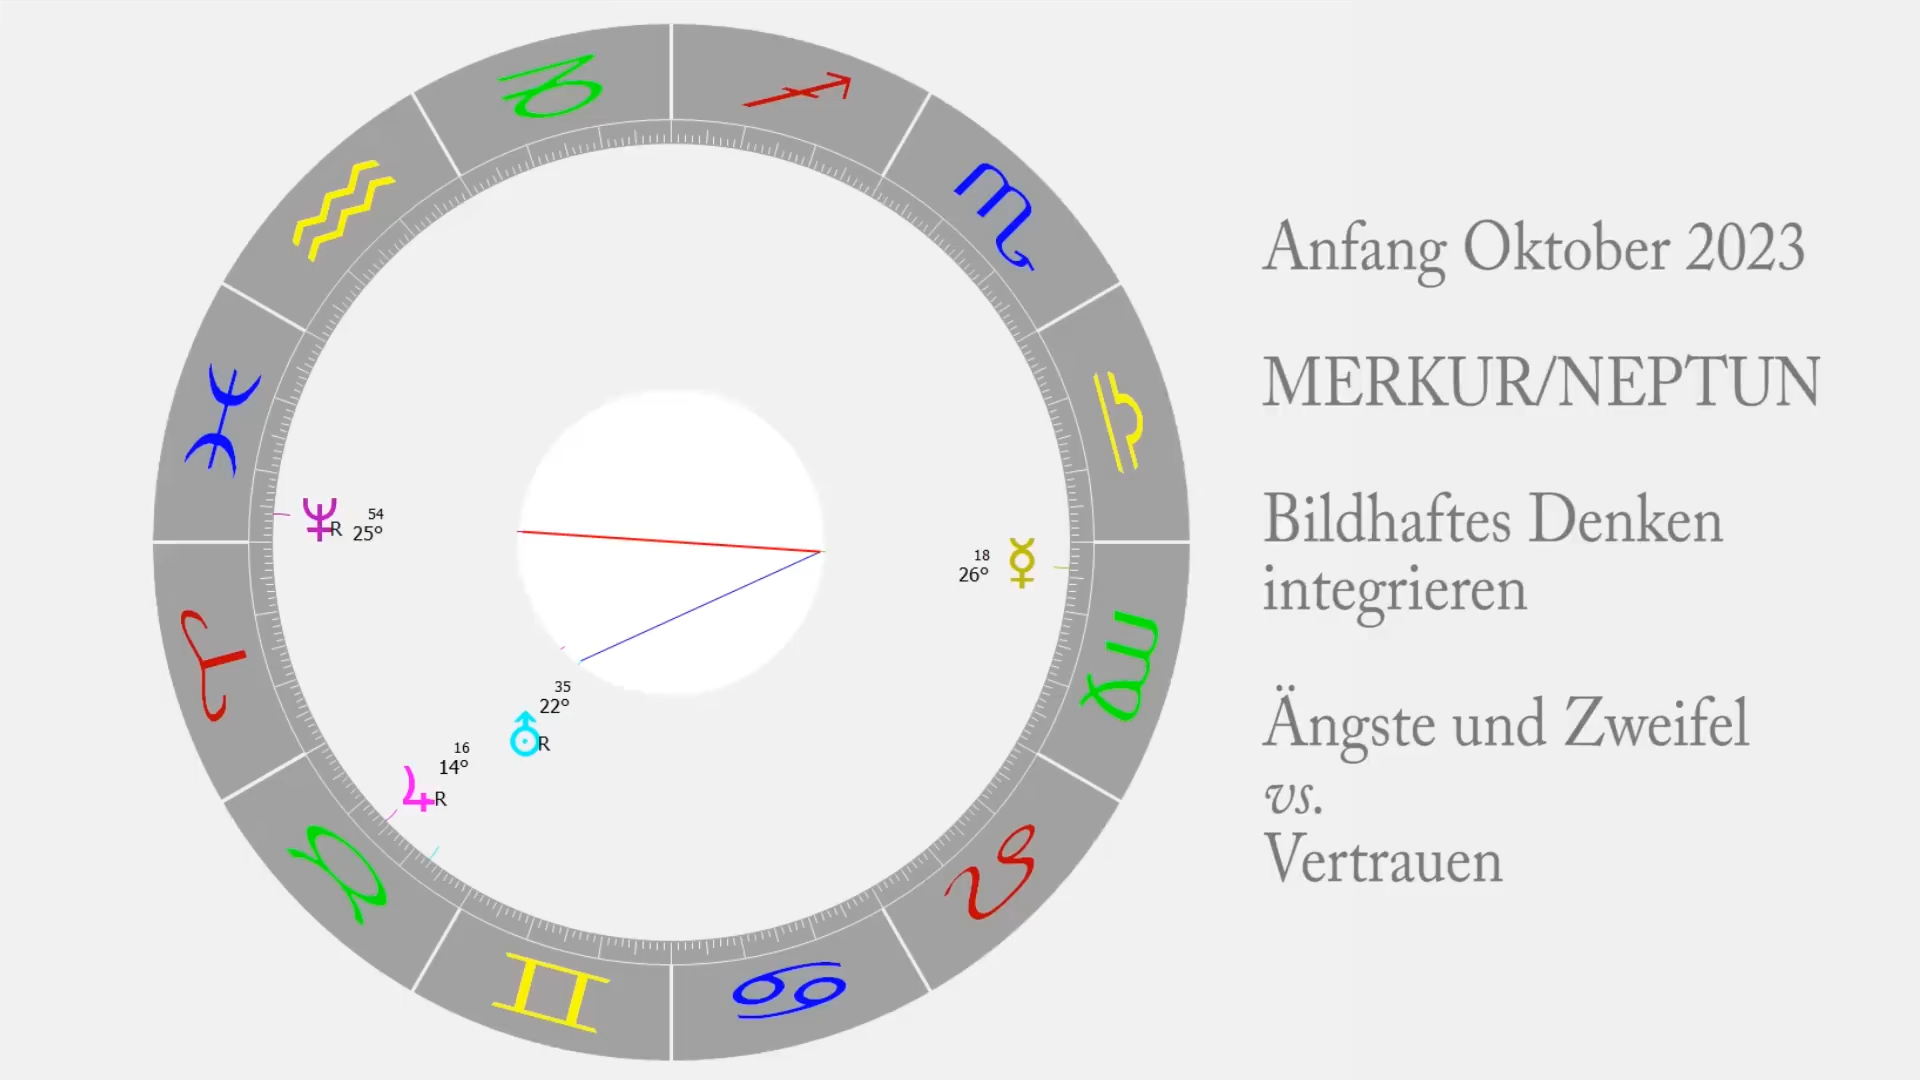 Anfang Oktober 2023
MERKUR/NEPTUN
Bildhaftes Denken
integrieren
Ängste und Zweifel
vs.
Vertrauen
54
R 25°
18
26°
35
22°
R
16
14°
R